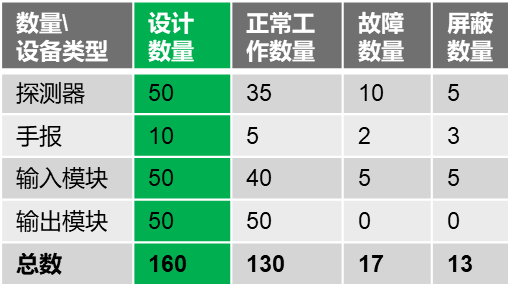 数量\设备类型 设计数量 正常工作数量 故障数量 屏蔽数量
探测器 50 35 10 5
手报 10 5 2 3
输入模块 50 40 5 5
输出模块 50 50 0 0
总数 160 130 17 13